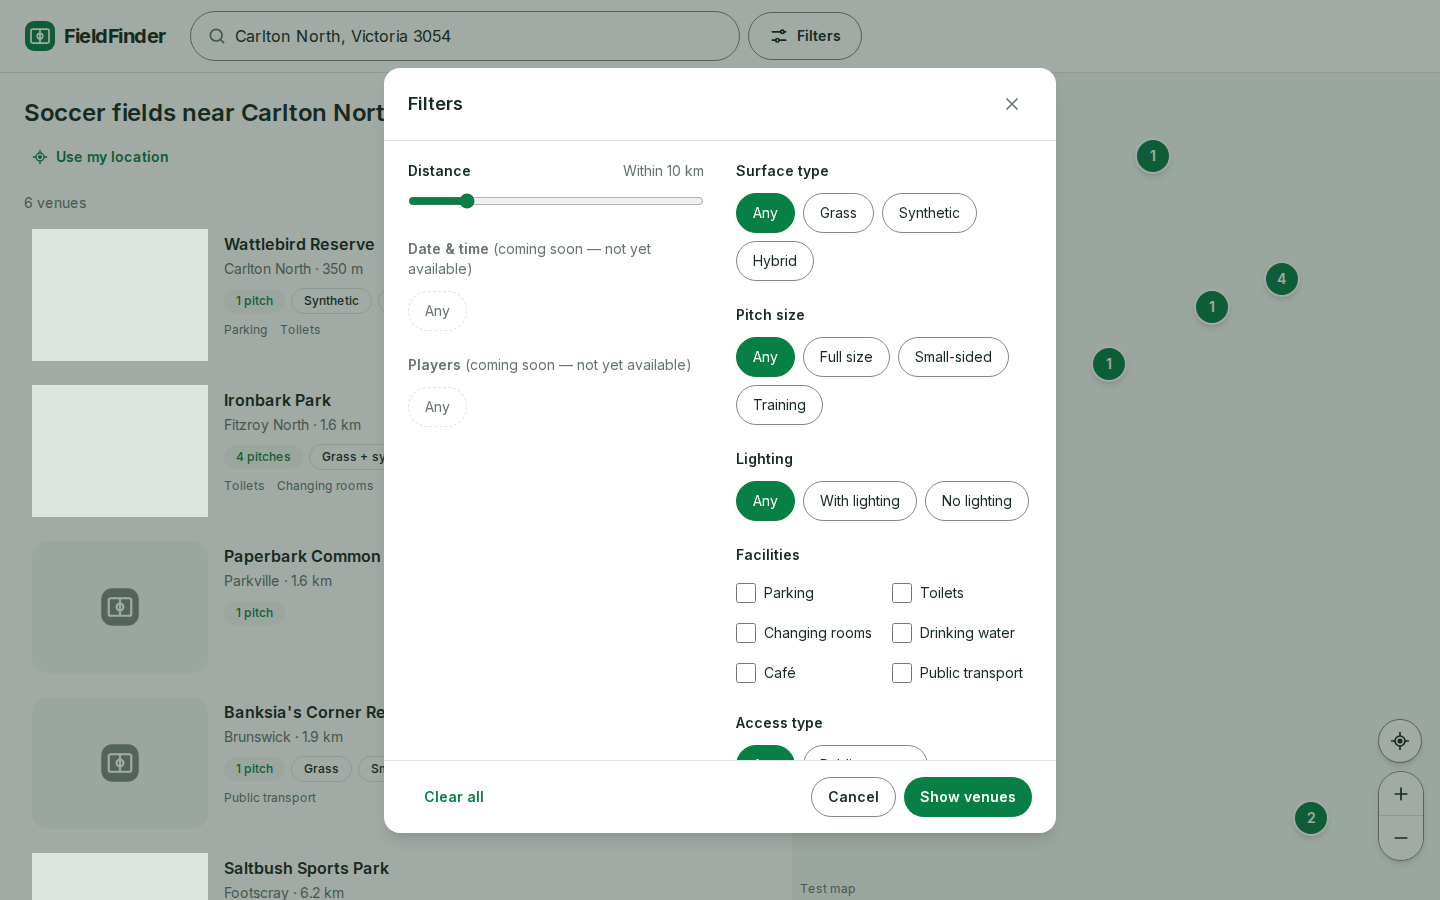 FieldFinder
Carlton North, Victoria 3054
Filters
Soccer fields near Carlton Nort
Use my location
6 venues
Wattlebird Reserve
Carlton North · 350 m
1 pitch
Synthetic
Parking
Toilets
Ironbark Park
Fitzroy North · 1.6 km
4 pitches
Grass + sy
Toilets
Changing rooms
Paperbark Common
Parkville · 1.6 km
1 pitch
Banksia's Corner Re
Brunswick · 1.9 km
1 pitch
Grass
Sm
Public transport
Saltbush Sports Park
Footscray · 6.2 km
Filters
Distance
Within 10 km
Date & time (coming soon — not yet
available)
Any
Players (coming soon — not yet available)
Any
Surface type
Any
Grass
Synthetic
Hybrid
Pitch size
Any
Full size
Small-sided
Training
Lighting
Any
With lighting
No lighting
Facilities
Parking
Toilets
Changing rooms
Drinking water
Café
Public transport
Access type
Clear all
Cancel
Show venues
1
4
1
1
2
Test map